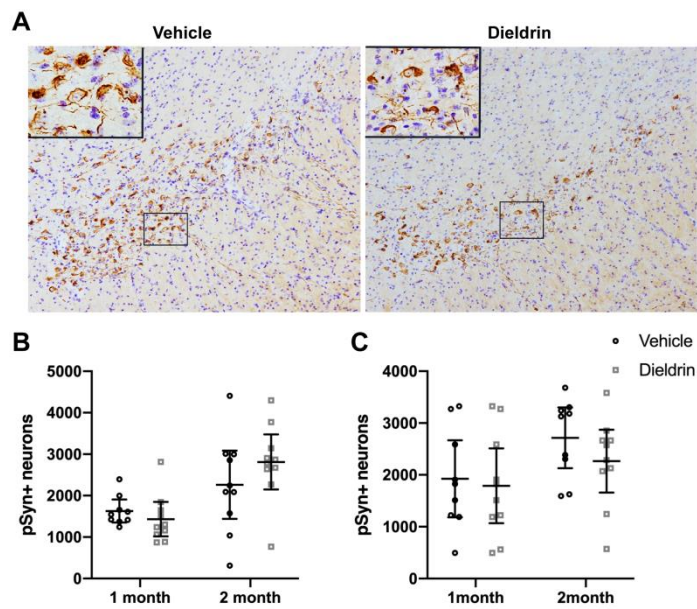 A
Vehicle
Dieldrin
B
pSyn+ neurons
5000
4000
3000
2000
1000
0
1 month
2 month
C
Vehicle
Dieldrin
pSyn+ neurons
4000
3000
2000
1000
0
1month
2month